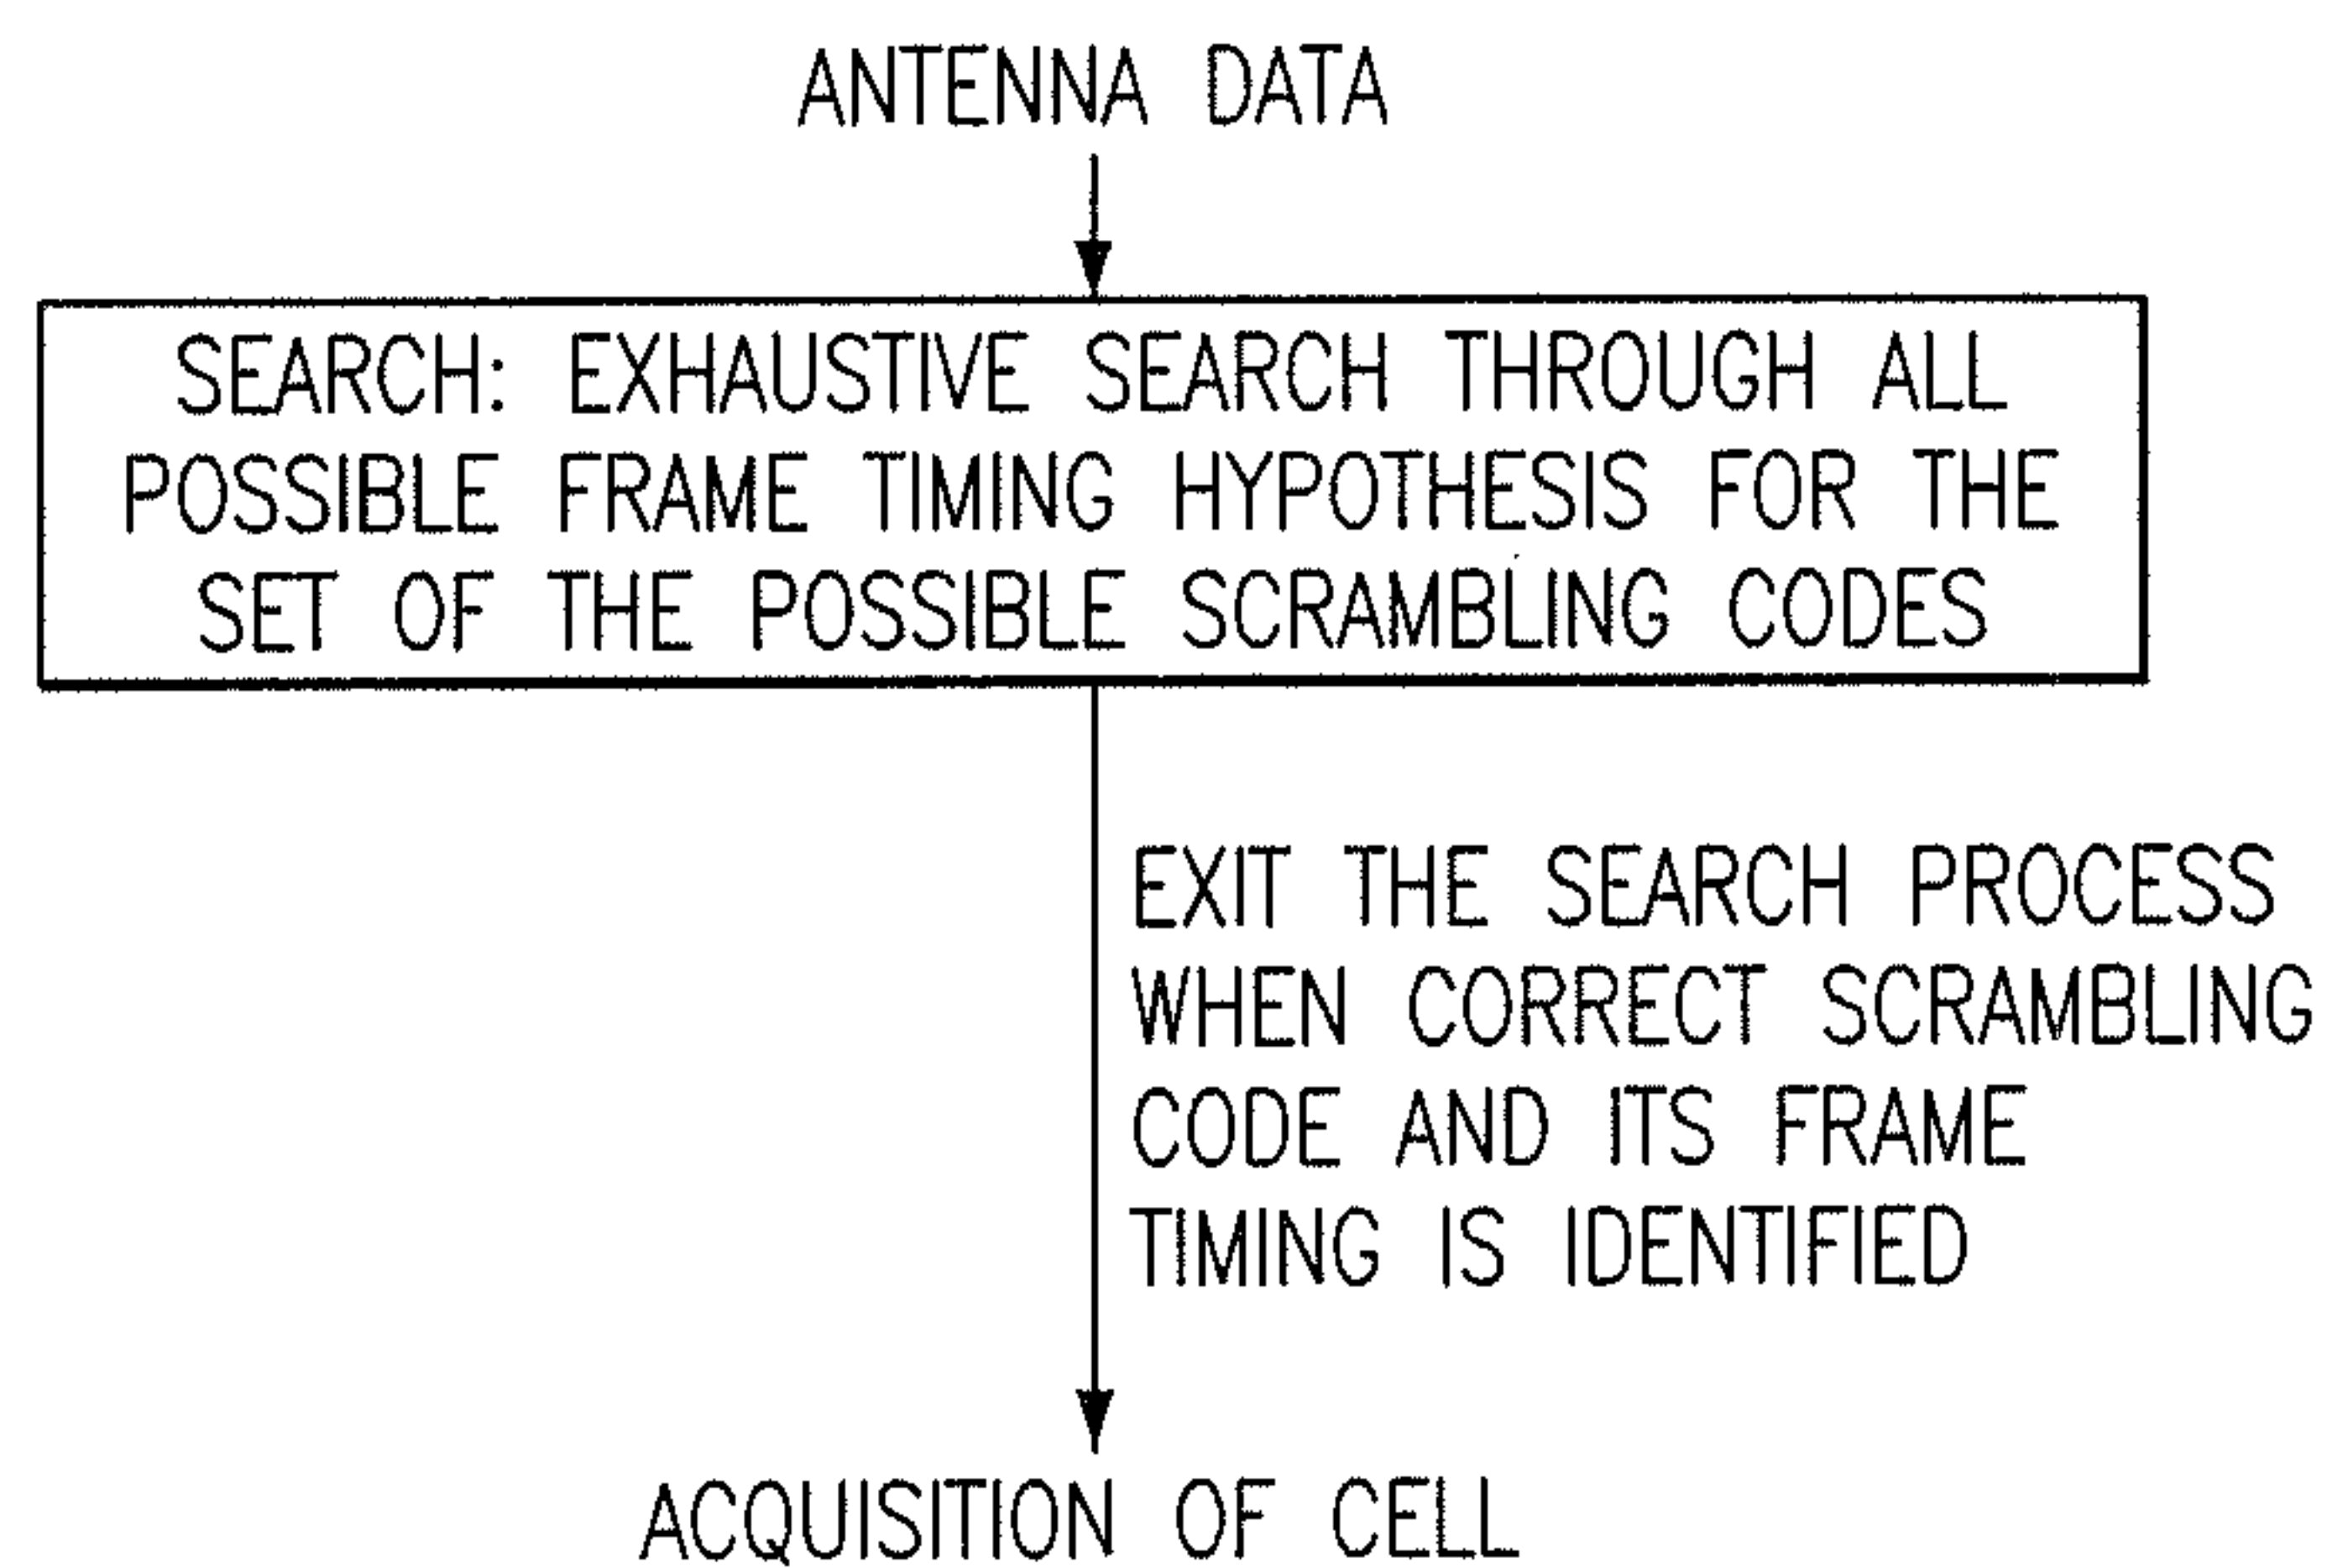 ANTENNA DATA
SEARCH: EXHAUSTIVE SEARCH THROUGH ALL
POSSIBLE FRAME TIMING HYPOTHESIS FOR THE
SET OF THE POSSIBLE SCRAMBLING CODES
EXIT THE SEARCH PROCESS
WHEN CORRECT SCRAMBLING
CODE AND ITS FRAME
TIMING IS IDENTIFIED
ACQUISITION OF CELL